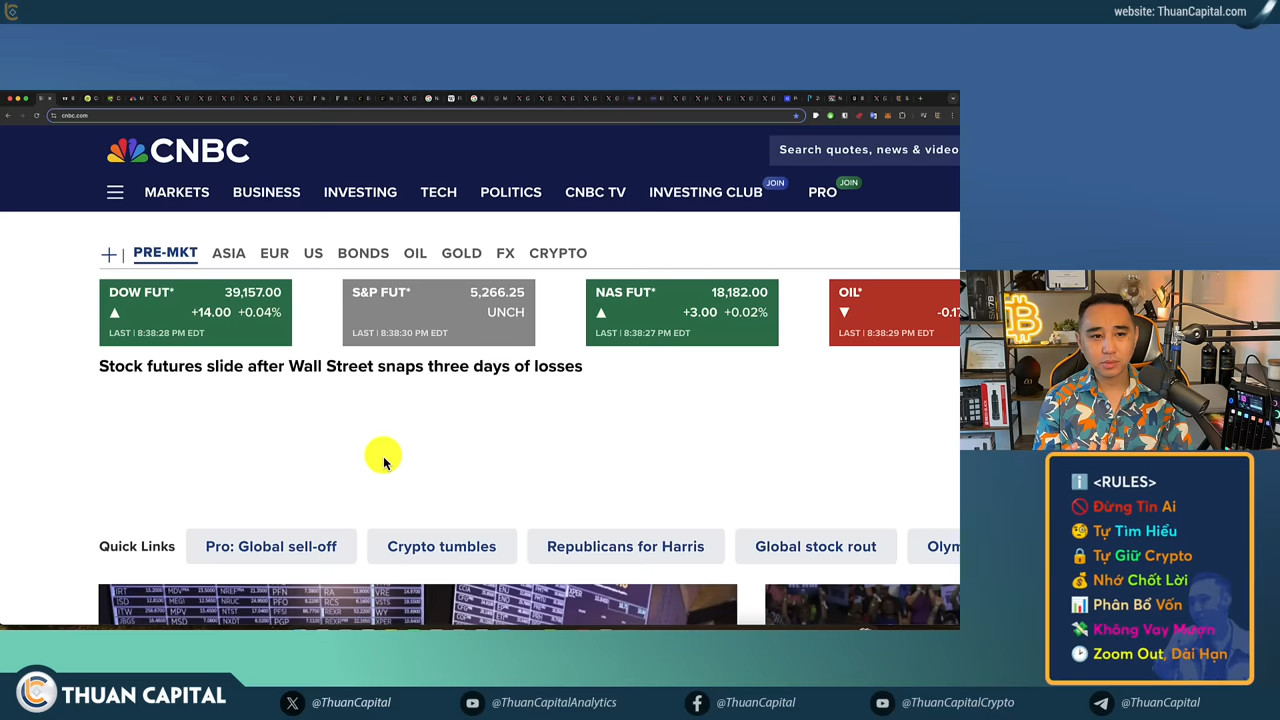 website: ThuanCapital.com
cnbc.com
CNBC
Search quotes, news & video
MARKETS BUSINESS INVESTING TECH POLITICS CNBC TV INVESTING CLUB JOIN PRO JOIN
PRE-MKT ASIA EUR US BONDS OIL GOLD FX CRYPTO
DOW FUT* 39,157.00
+14.00 +0.04%
LAST | 8:38:28 PM EDT
S&P FUT* 5,266.25
UNCH
LAST | 8:38:30 PM EDT
NAS FUT* 18,182.00
+3.00 +0.02%
LAST | 8:38:27 PM EDT
OIL*
LAST | 8:38:29 PM EDT
Stock futures slide after Wall Street snaps three days of losses
Quick Links Pro: Global sell-off Crypto tumbles Republicans for Harris Global stock rout
SM7B
<RULES>
Đừng Tin Ai
Tự Tìm Hiểu
Tự Giữ Crypto
Nhớ Chốt Lời
Phân Bổ Vốn
Không Vay Mượn
Zoom Out, Dài Hạn
THUAN CAPITAL @ThuanCapital @ThuanCapitalAnalytics @ThuanCapital @ThuanCapitalCrypto @ThuanCapital